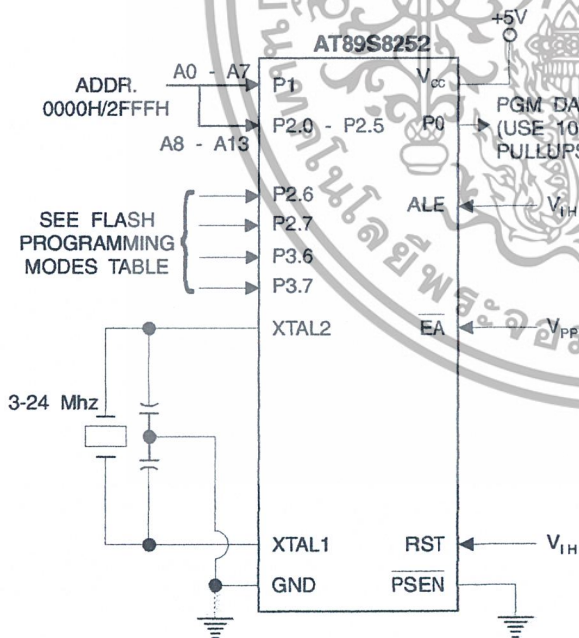 +5V
AT89S8252
ADDR.
0000H/2FFFH
A0 - A7
A8 - A13
P1
P2.0 - P2.5
VCC
P0
PGM
(USE
PULLUPS
SEE FLASH
PROGRAMMING
MODES TABLE
P2.6
P2.7
P3.6
P3.7
ALE
VIH
XTAL2
EA
VPP
3-24 Mhz
XTAL1
RST
VIH
GND
PSEN